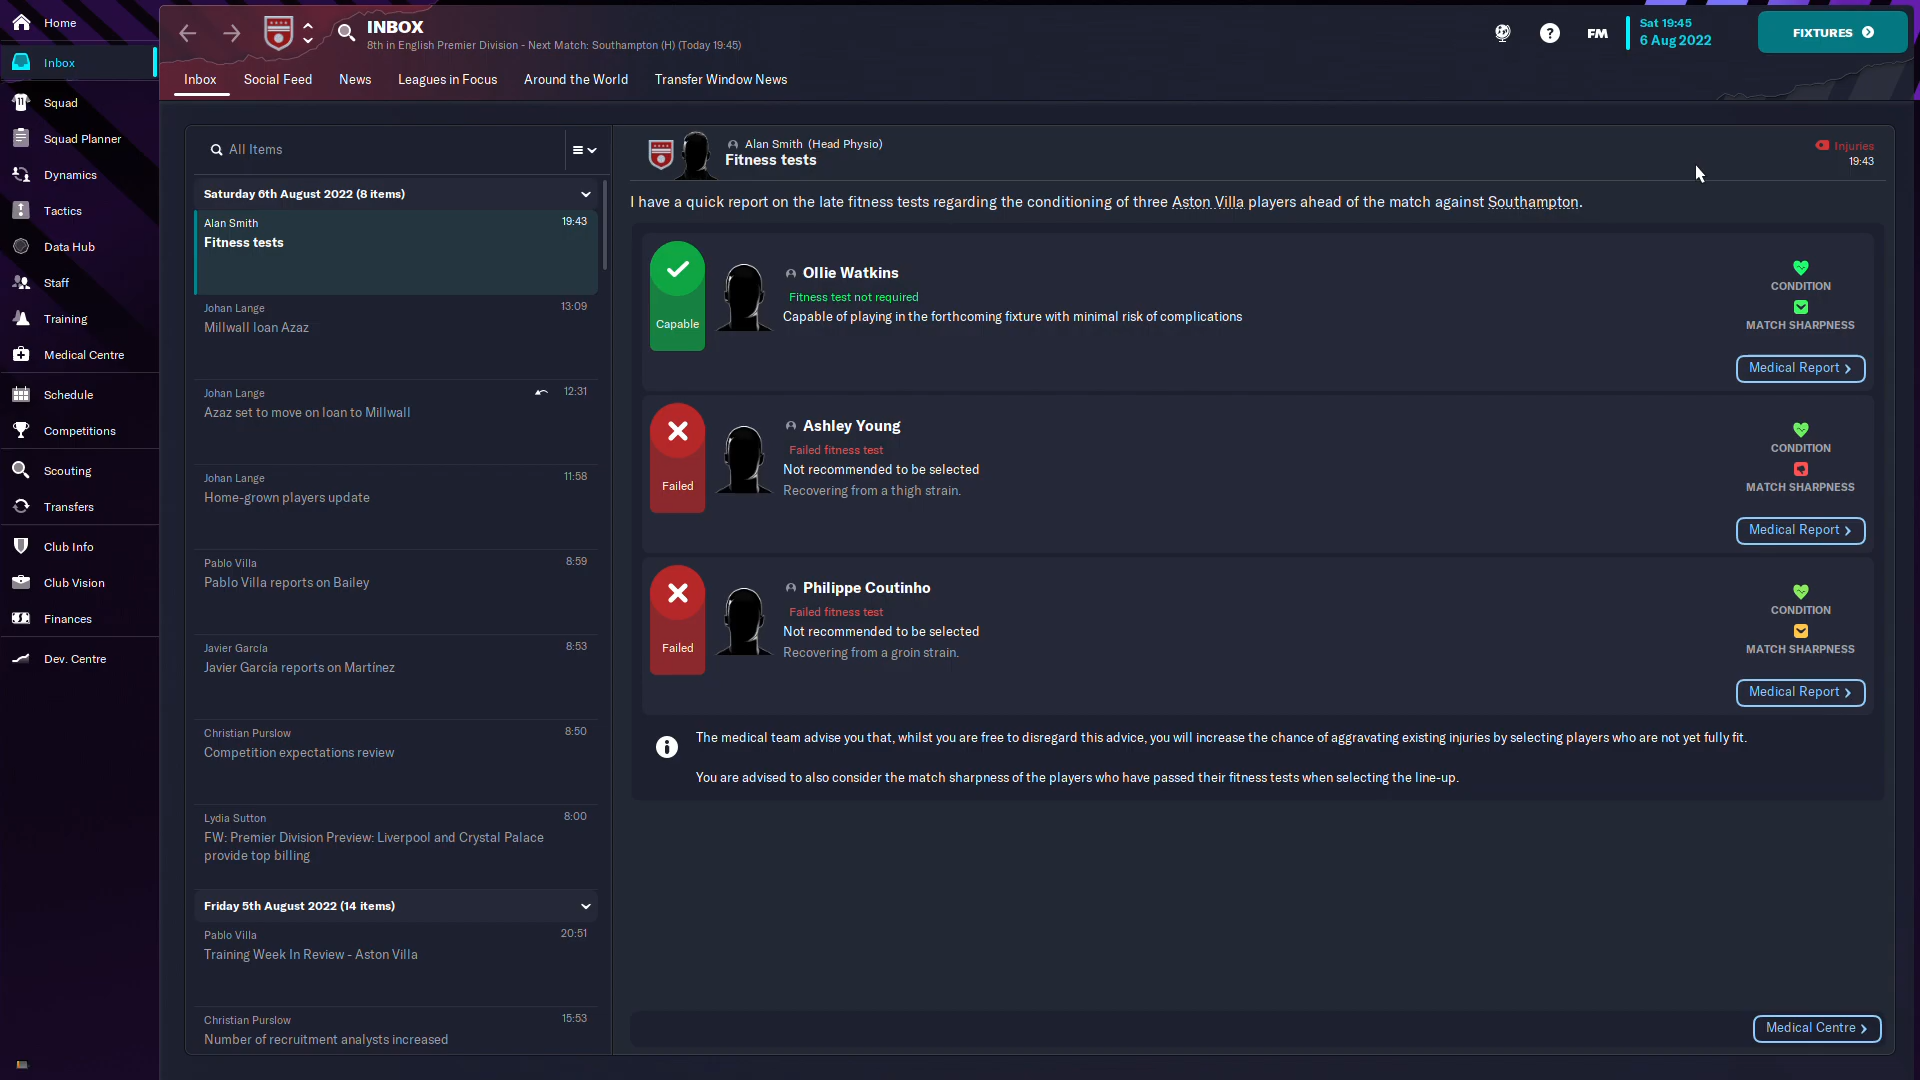 Home
Inbox
Squad
Squad Planner
Dynamics
Tactics
Data Hub
Staff
Training
Medical Centre
Schedule
Competitions
Scouting
Transfers
Club Info
Club Vision
Finances
Dev. Centre
INBOX
8th in English Premier Division - Next Match: Southampton (H) (Today 19:45)
FM
Sat 19:45
6 Aug 2022
FIXTURES
Inbox
Social Feed
News
Leagues in Focus
Around the World
Transfer Window News
All Items
Saturday 6th August 2022 (8 items)
Alan Smith 19:43
Fitness tests
Johan Lange 13:09
Millwall loan Azaz
Johan Lange 12:31
Azaz set to move on loan to Millwall
Johan Lange 11:58
Home-grown players update
Pablo Villa 8:59
Pablo Villa reports on Bailey
Javier García 8:53
Javier García reports on Martínez
Christian Purslow 8:50
Competition expectations review
Lydia Sutton 8:00
FW: Premier Division Preview: Liverpool and Crystal Palace
provide top billing
Friday 5th August 2022 (14 items)
Pablo Villa 20:51
Training Week In Review - Aston Villa
Christian Purslow 15:53
Number of recruitment analysts increased
Alan Smith (Head Physio)
Fitness tests
Injuries
19:43
I have a quick report on the late fitness tests regarding the conditioning of three Aston Villa players ahead of the match against Southampton.
Capable
Ollie Watkins
Fitness test not required
Capable of playing in the forthcoming fixture with minimal risk of complications
CONDITION
MATCH SHARPNESS
Medical Report
Failed
Ashley Young
Failed fitness test
Not recommended to be selected
Recovering from a thigh strain.
CONDITION
MATCH SHARPNESS
Medical Report
Failed
Philippe Coutinho
Failed fitness test
Not recommended to be selected
Recovering from a groin strain.
CONDITION
MATCH SHARPNESS
Medical Report
The medical team advise you that, whilst you are free to disregard this advice, you will increase the chance of aggravating existing injuries by selecting players who are not yet fully fit.
You are advised to also consider the match sharpness of the players who have passed their fitness tests when selecting the line-up.
Medical Centre